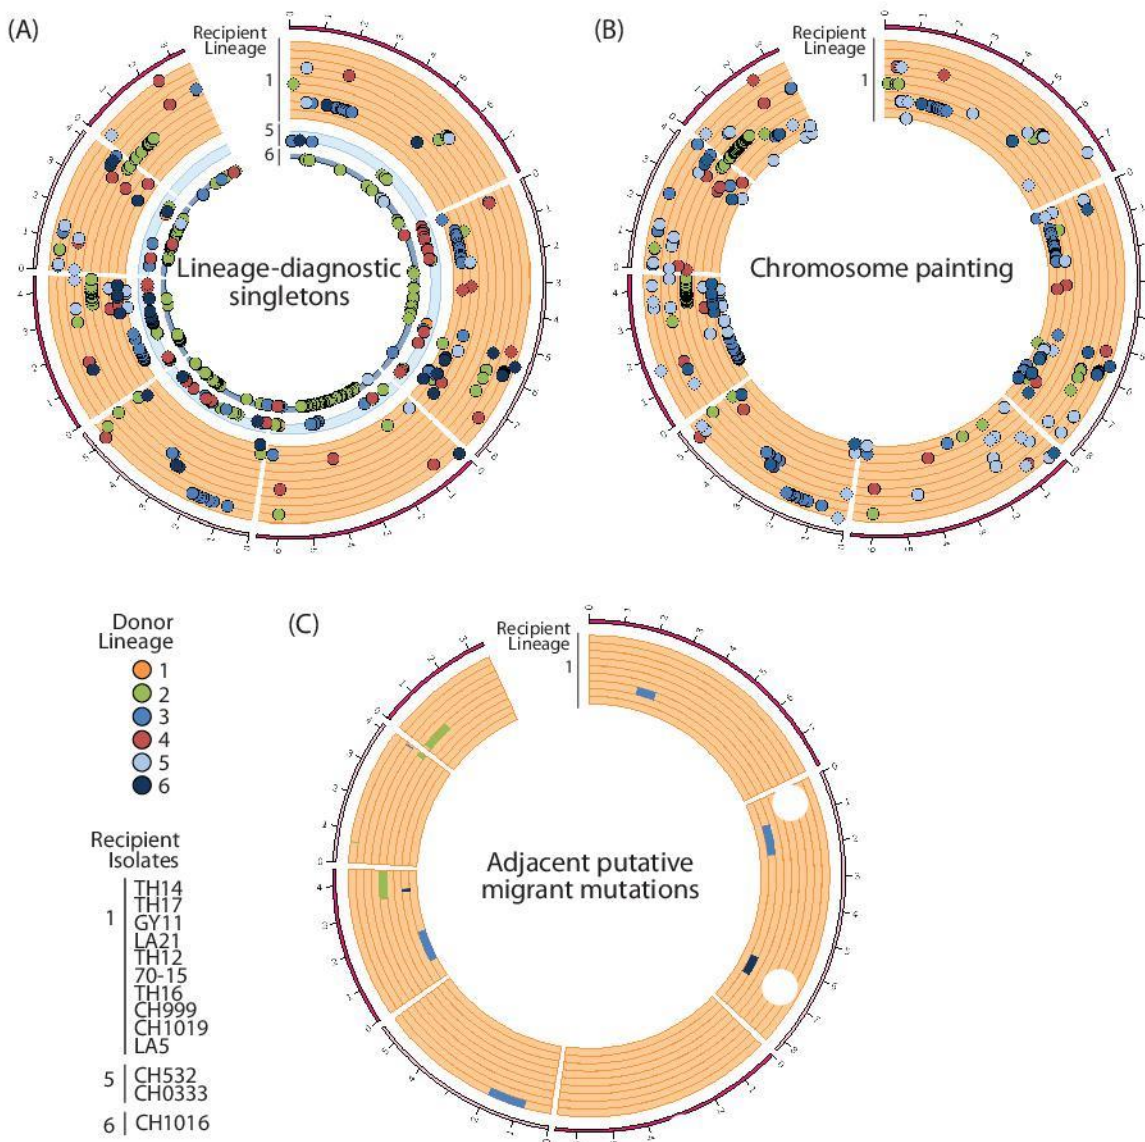 (A)
Recipient
Lineage
1
5
6
Lineage-diagnostic
singletons
(B)
Recipient
Lineage
1
Chromosome painting
Donor
Lineage
1
2
3
4
5
6
(C)
Recipient
Lineage
1
Adjacent putative
migrant mutations
Recipient
Isolates
1
TH14
TH17
GY11
LA21
TH12
70-15
TH16
CH999
CH1019
LA5
5
CH532
CH0333
6
CH1016